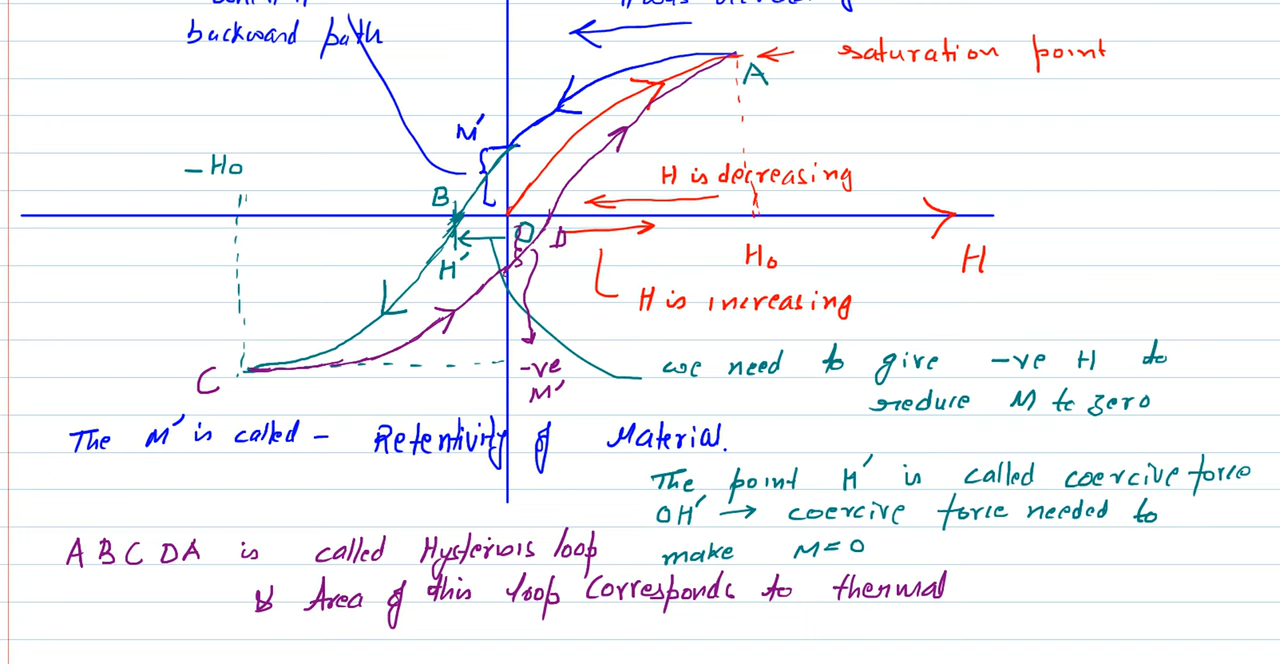 backward path
saturation point
A
M'
-Ho
H is decreasing
B
O
D
H'
Ho
H
H is increasing
C
-ve
M'
we need to give -ve H to
reduce M to zero
The M' is called - Retentivity of Material.
The point H' is called coercive force
OH' → coercive force needed to
make M=0
ABCDA is called Hysterisis loop
& Area of this loop corresponds to thermal